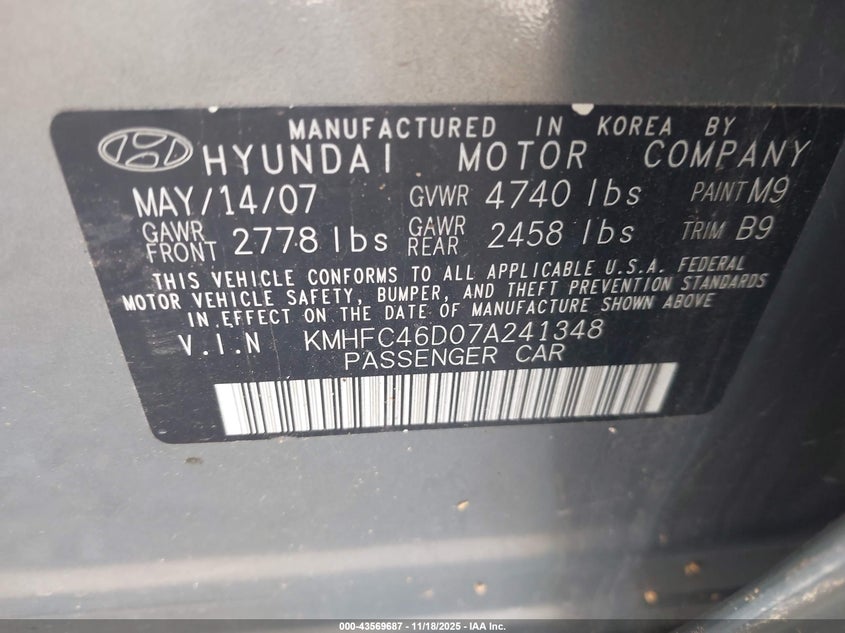 MANUFACTURED IN KOREA BY
HYUNDAI MOTOR COMPANY
MAY/14/07 GVWR 4740 lbs PAINT M9
GAWR FRONT 2778 lbs GAWR REAR 2458 lbs TRIM B9
THIS VEHICLE CONFORMS TO ALL APPLICABLE U.S.A. FEDERAL
MOTOR VEHICLE SAFETY, BUMPER, AND THEFT PREVENTION STANDARDS
IN EFFECT ON THE DATE OF MANUFACTURE SHOWN ABOVE
V.I.N KMHFC46D07A241348
PASSENGER CAR
000-43569687 - 11/18/2025 - IAA Inc.